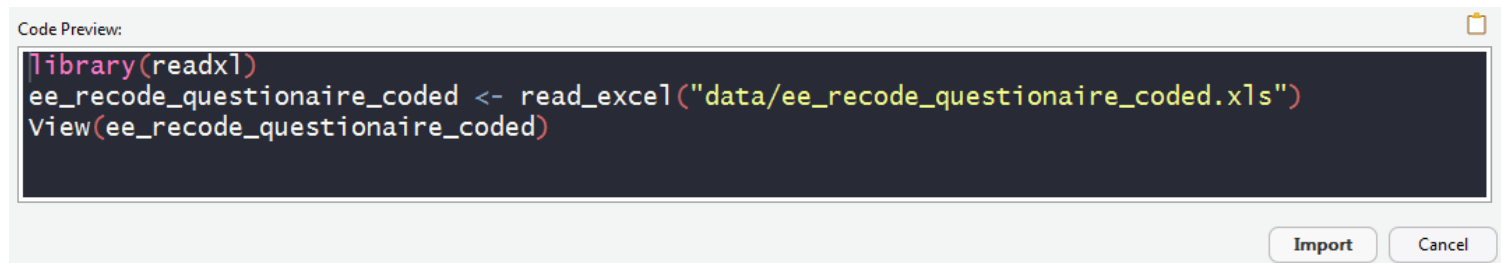 Code Preview:
library(readxl)
ee_recode_questionaire_coded <- read_excel("data/ee_recode_questionaire_coded.xls")
View(ee_recode_questionaire_coded)
Import Cancel